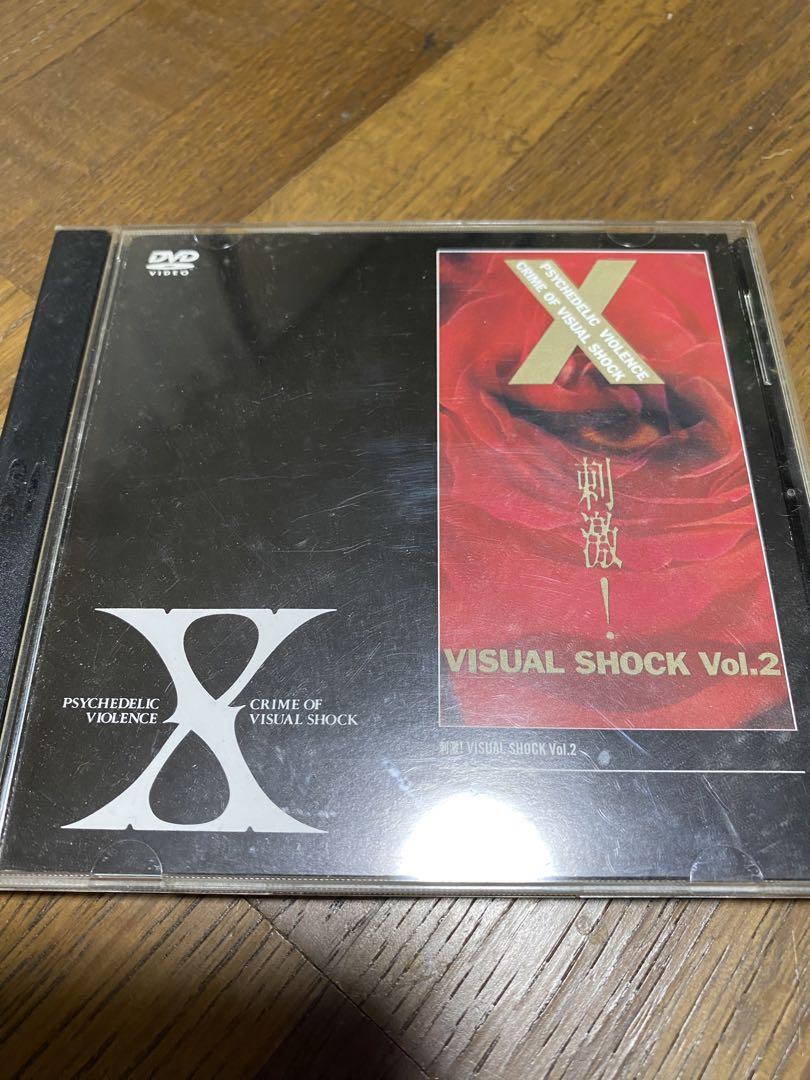 DVD
VIDEO
X
PSYCHEDELIC VIOLENCE
CRIME OF VISUAL SHOCK
刺激!
VISUAL SHOCK Vol.2
刺激! VISUAL SHOCK Vol.2
X
PSYCHEDELIC
VIOLENCE
CRIME OF
VISUAL SHOCK